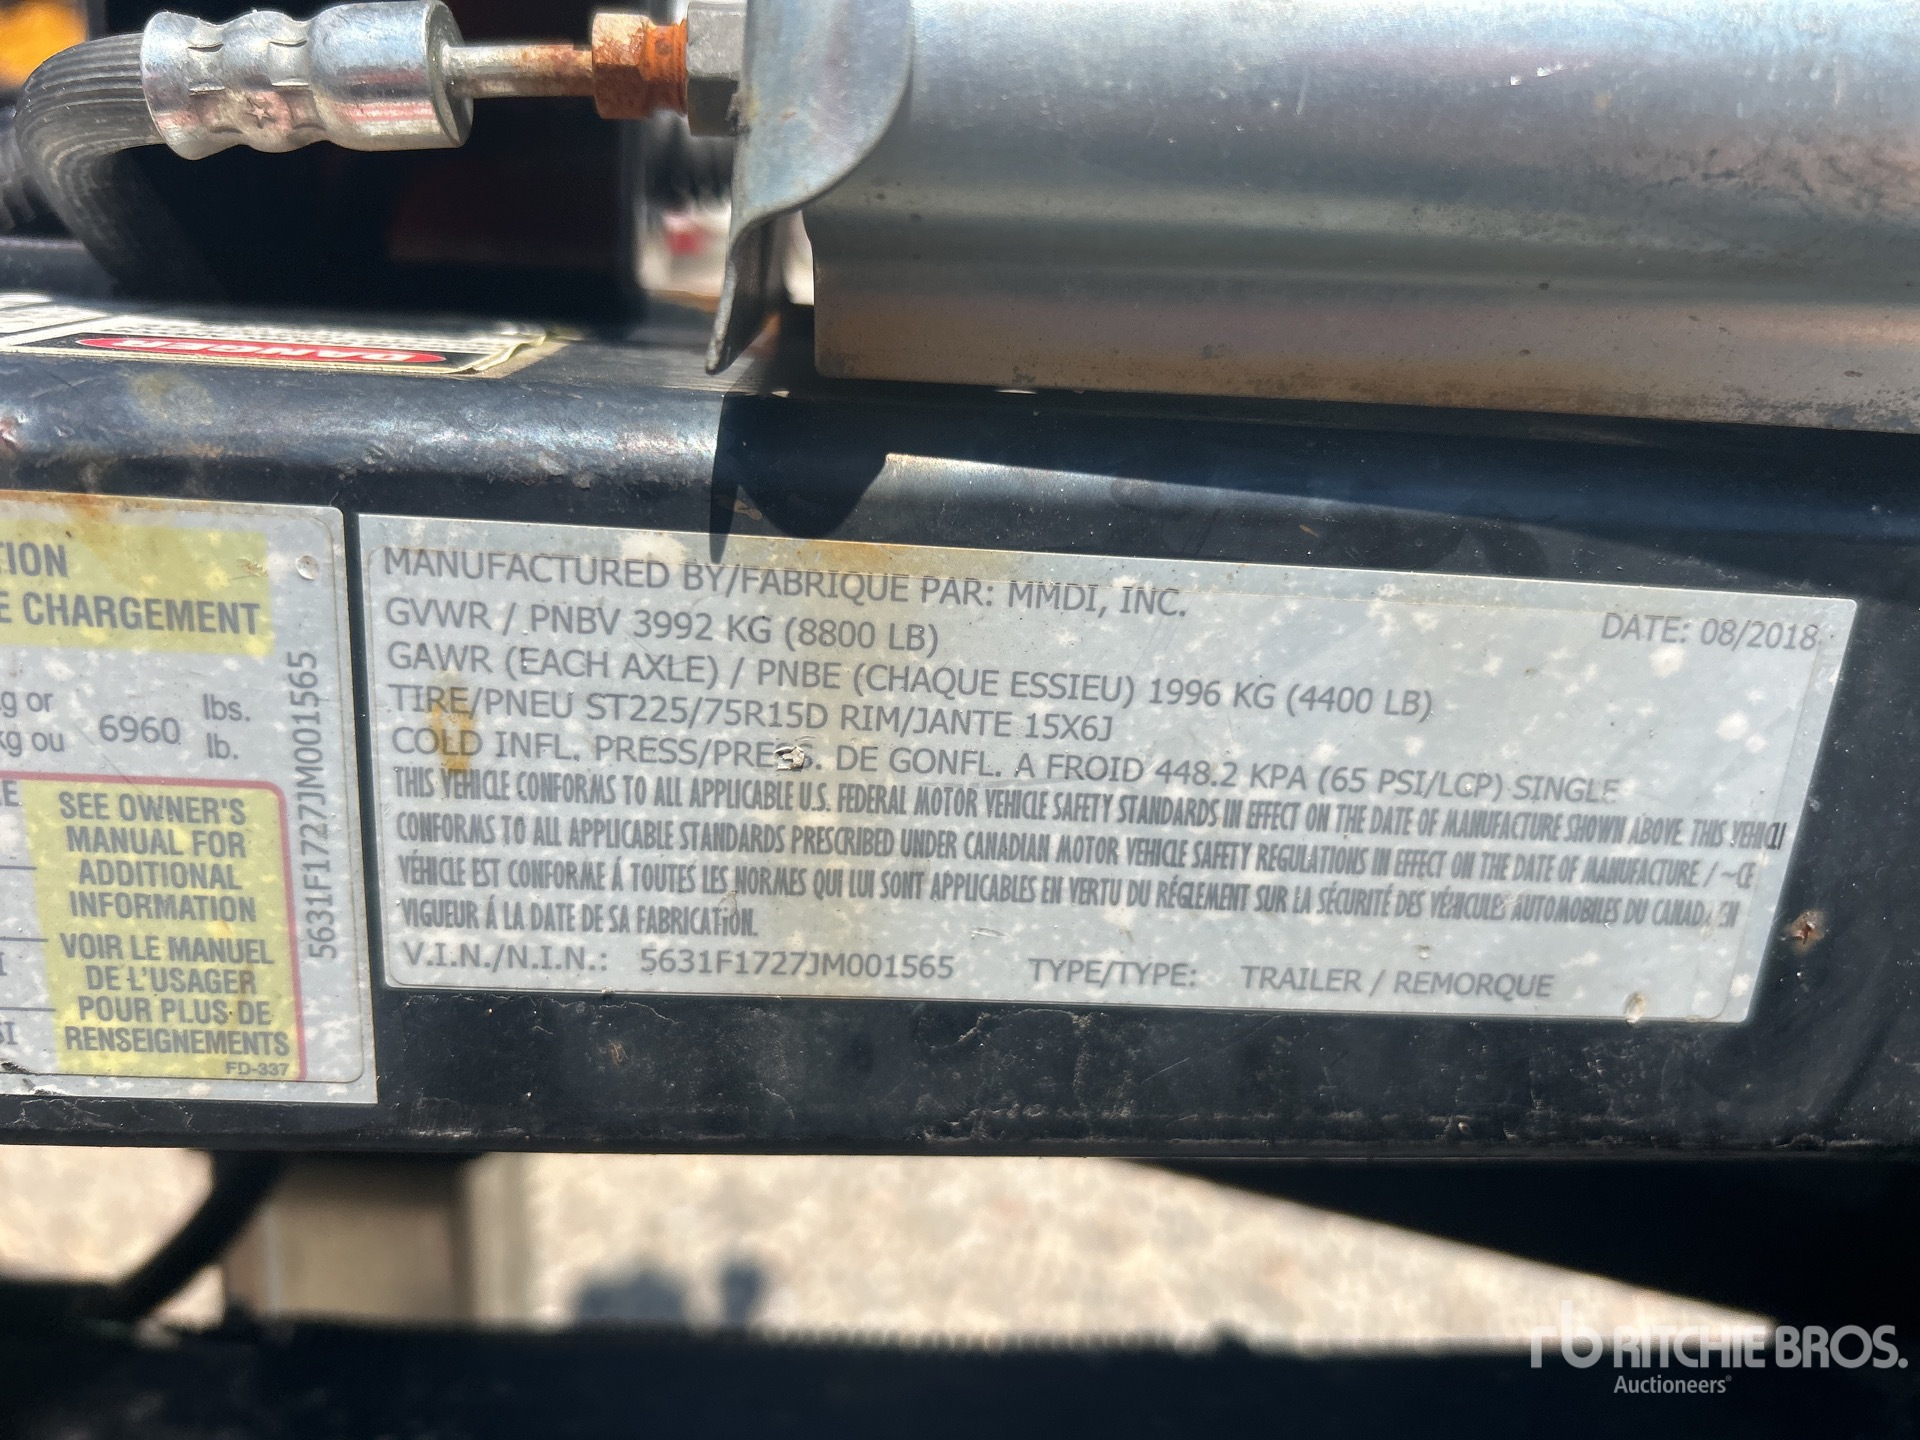 DANGER
TION
E CHARGEMENT
kg or 6960 lbs.
kg ou lb.
SEE OWNER'S
MANUAL FOR
ADDITIONAL
INFORMATION
VOIR LE MANUEL
DE L'USAGER
POUR PLUS DE
RENSEIGNEMENTS
FD-337
5631F1727JM001565
MANUFACTURED BY/FABRIQUE PAR: MMDI, INC.
DATE: 08/2018
GVWR / PNBV 3992 KG (8800 LB)
GAWR (EACH AXLE) / PNBE (CHAQUE ESSIEU) 1996 KG (4400 LB)
TIRE/PNEU ST225/75R15D RIM/JANTE 15X6J
COLD INFL. PRESS/PRESS. DE GONFL. A FROID 448.2 KPA (65 PSI/LCP) SINGLE
THIS VEHICLE CONFORMS TO ALL APPLICABLE U.S. FEDERAL MOTOR VEHICLE SAFETY STANDARDS IN EFFECT ON THE DATE OF MANUFACTURE SHOWN ABOVE. THIS VEHICLE
CONFORMS TO ALL APPLICABLE STANDARDS PRESCRIBED UNDER CANADIAN MOTOR VEHICLE SAFETY REGULATIONS IN EFFECT ON THE DATE OF MANUFACTURE / ~CE
VÉHICLE EST CONFORME Á TOUTES LES NORMES QUI LUI SONT APPLICABLES EN VERTU DU RÉGLEMENT SUR LA SÉCURITÉ DES VÉHICULES AUTOMOBILES DU CANADA EN
VIGUEUR Á LA DATE DE SA FABRICATION.
V.I.N./N.I.N.: 5631F1727JM001565 TYPE/TYPE: TRAILER / REMORQUE
rb RITCHIE BROS.
Auctioneers